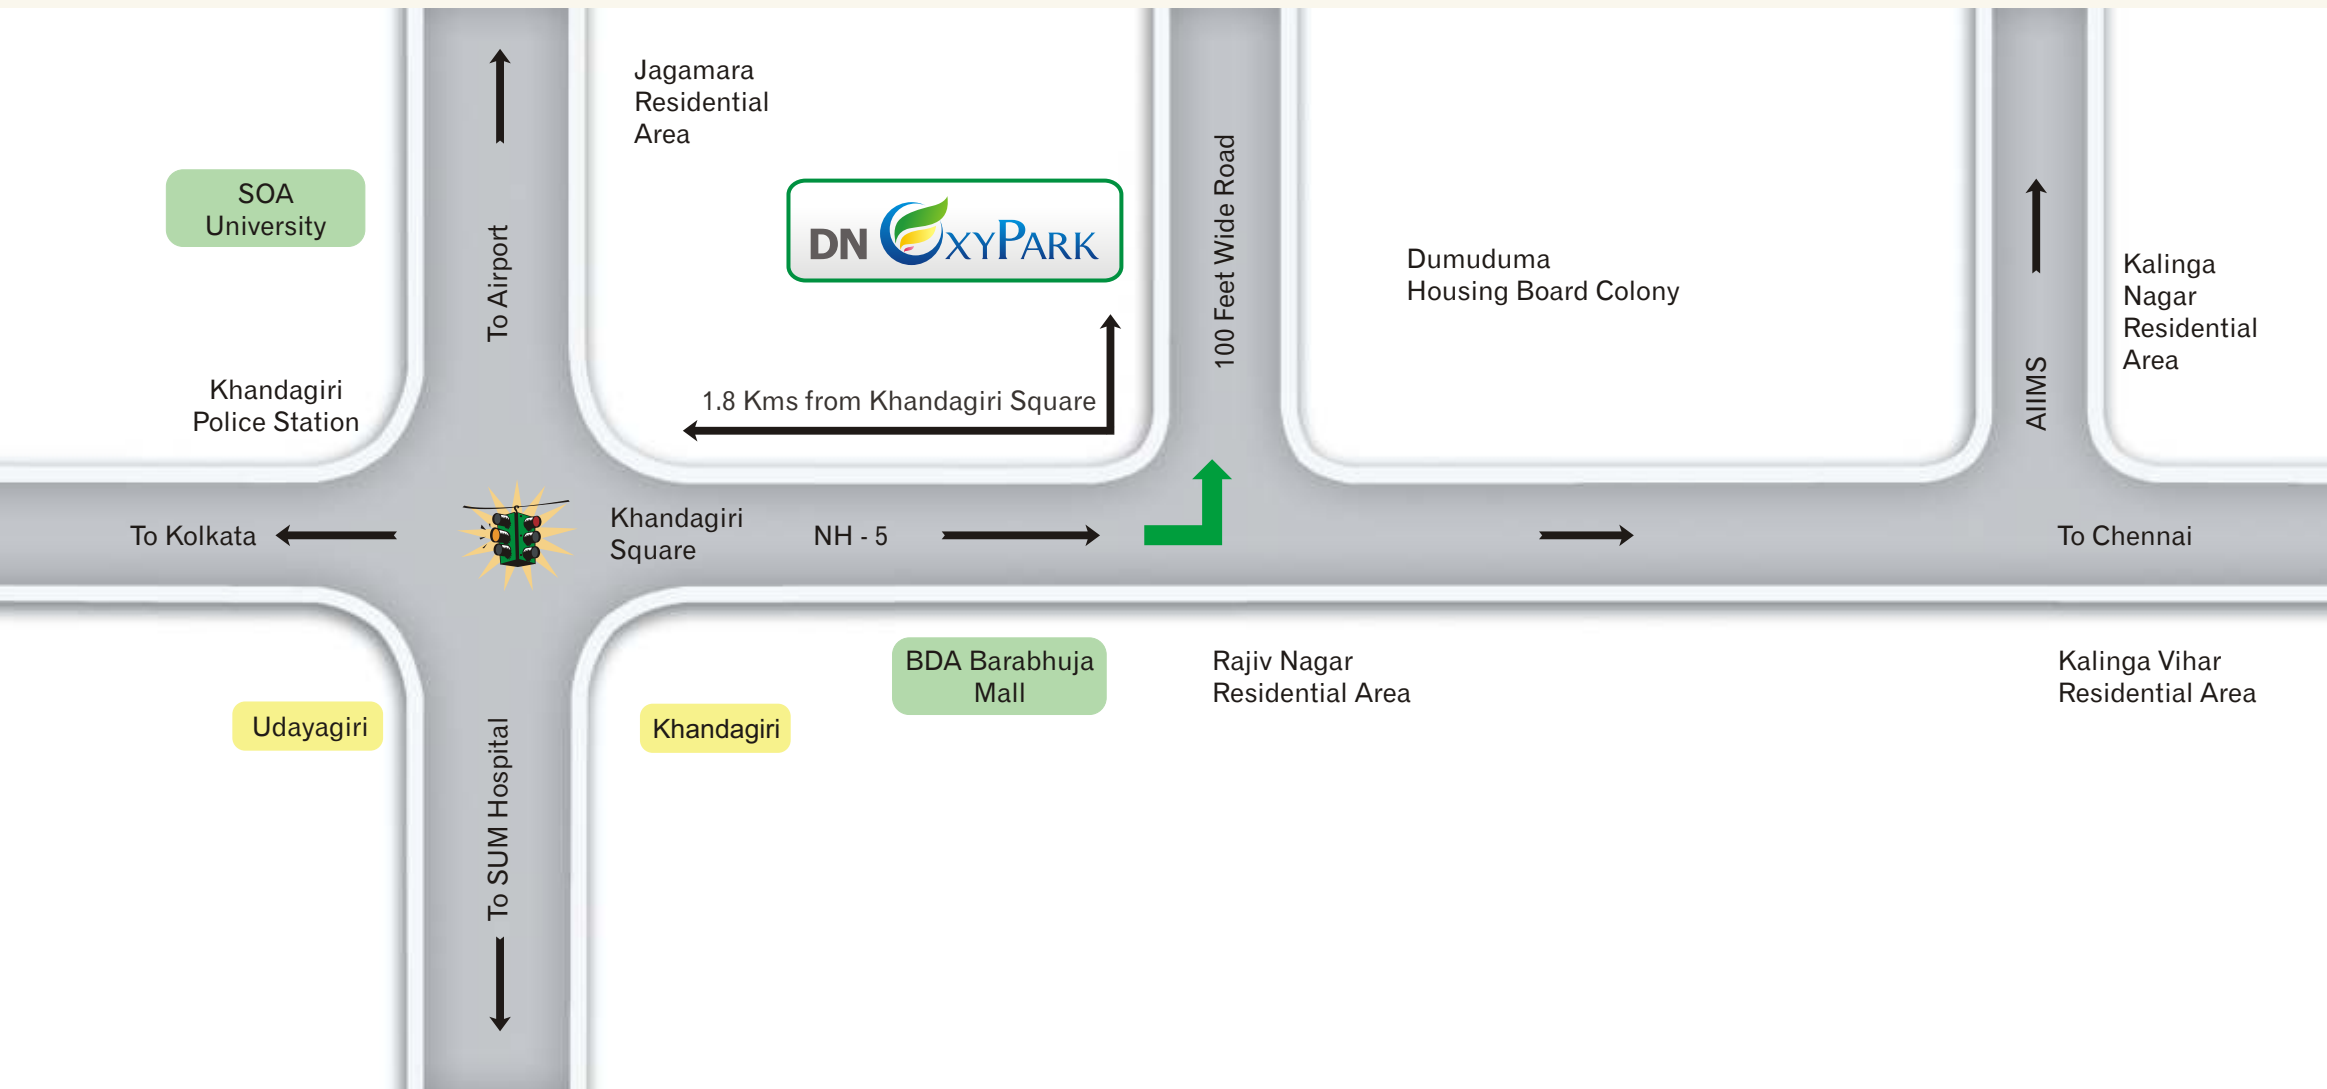 Jagamara
Residential
Area
SOA
University
To Airport
DN OXYPARK
100 Feet Wide Road
Dumuduma
Housing Board Colony
Kalinga
Nagar
Residential
Area
AIIMS
Khandagiri
Police Station
1.8 Kms from Khandagiri Square
To Kolkata
Khandagiri
Square
NH - 5
To Chennai
BDA Barabhuja
Mall
Rajiv Nagar
Residential Area
Kalinga Vihar
Residential Area
Udayagiri
Khandagiri
To SUM Hospital